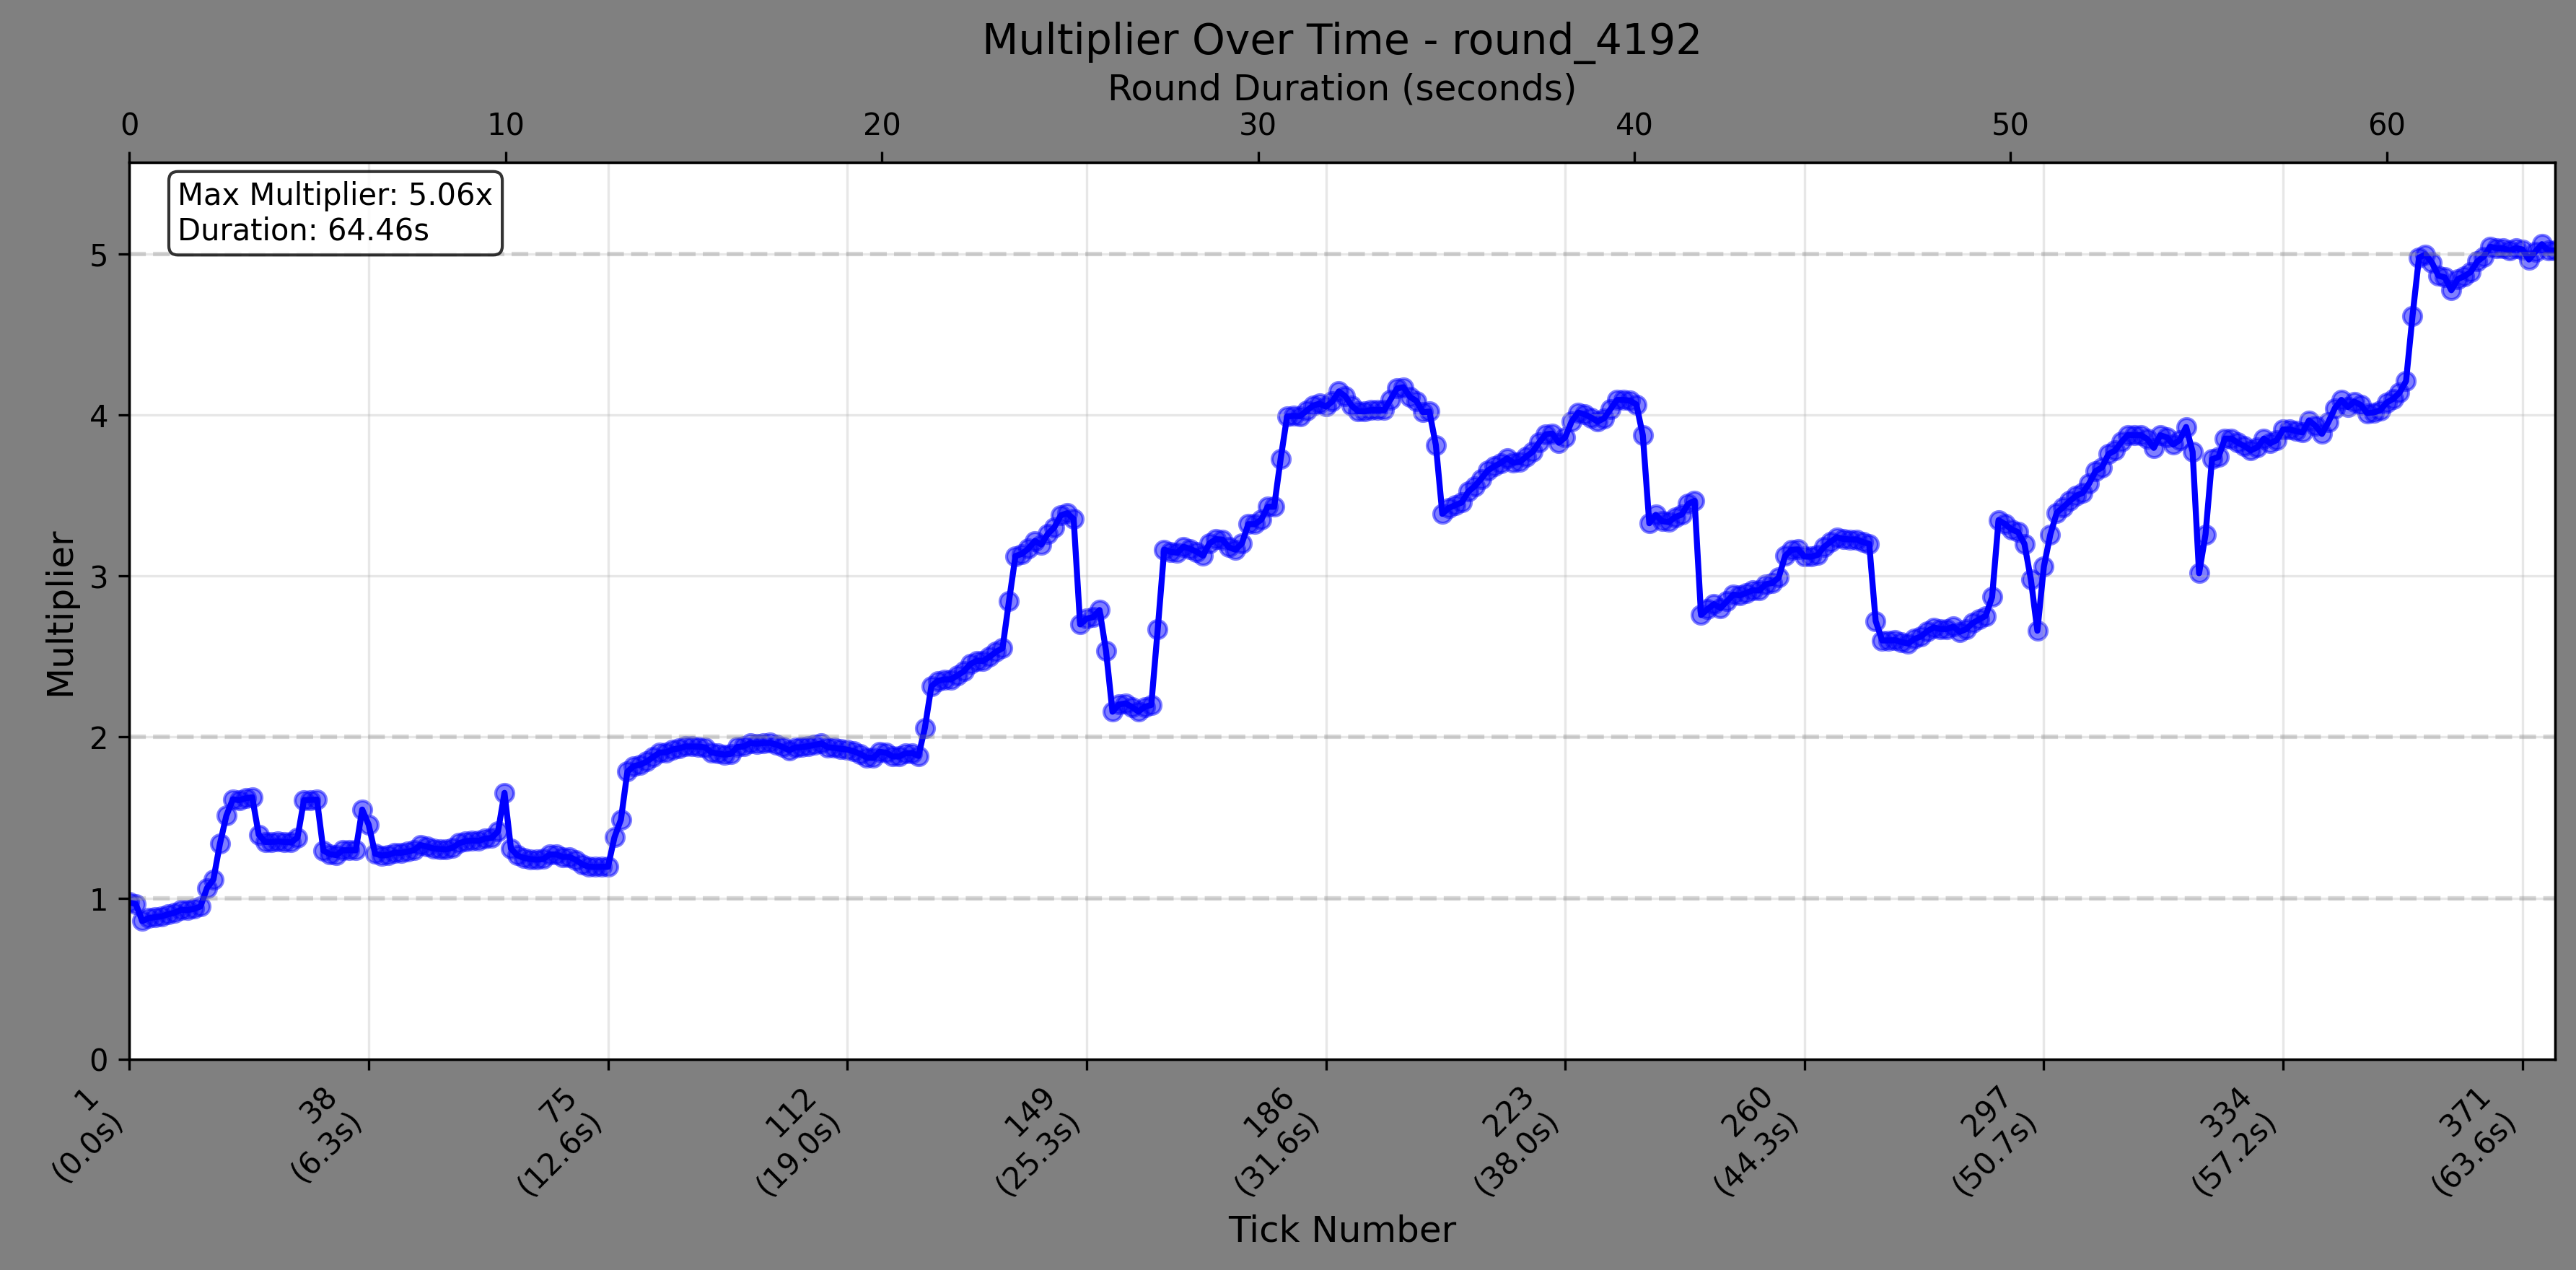 Multiplier Over Time - round_4192
Round Duration (seconds)
0 10 20 30 40 50 60
Max Multiplier: 5.06x
Duration: 64.46s
5
4
3
2
1
0
Multiplier
1
(0.0s)
38
(6.3s)
75
(12.6s)
112
(19.0s)
149
(25.3s)
186
(31.6s)
223
(38.0s)
260
(44.3s)
297
(50.7s)
334
(57.2s)
371
(63.6s)
Tick Number